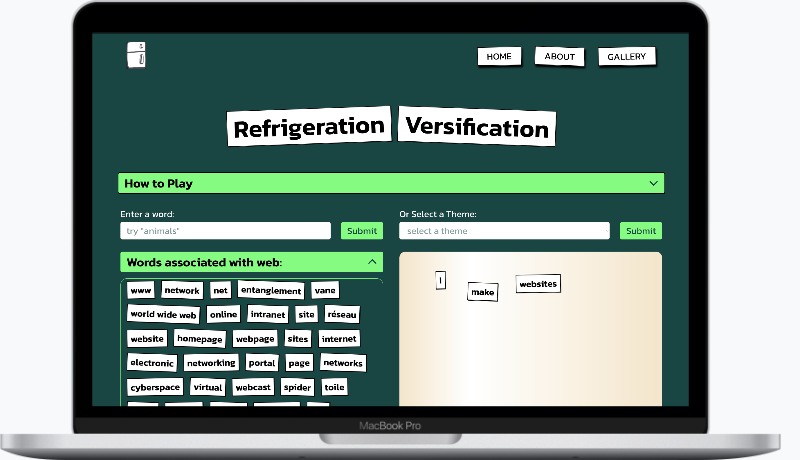 HOME ABOUT GALLERY
Refrigeration Versification
How to Play
Enter a word:
try "animals" Submit
Or Select a Theme:
select a theme Submit
Words associated with web:
www network net entanglement vane
world wide web online intranet site réseau
website homepage webpage sites internet
electronic networking portal page networks
cyberspace virtual webcast spider toile
I make websites
MacBook Pro